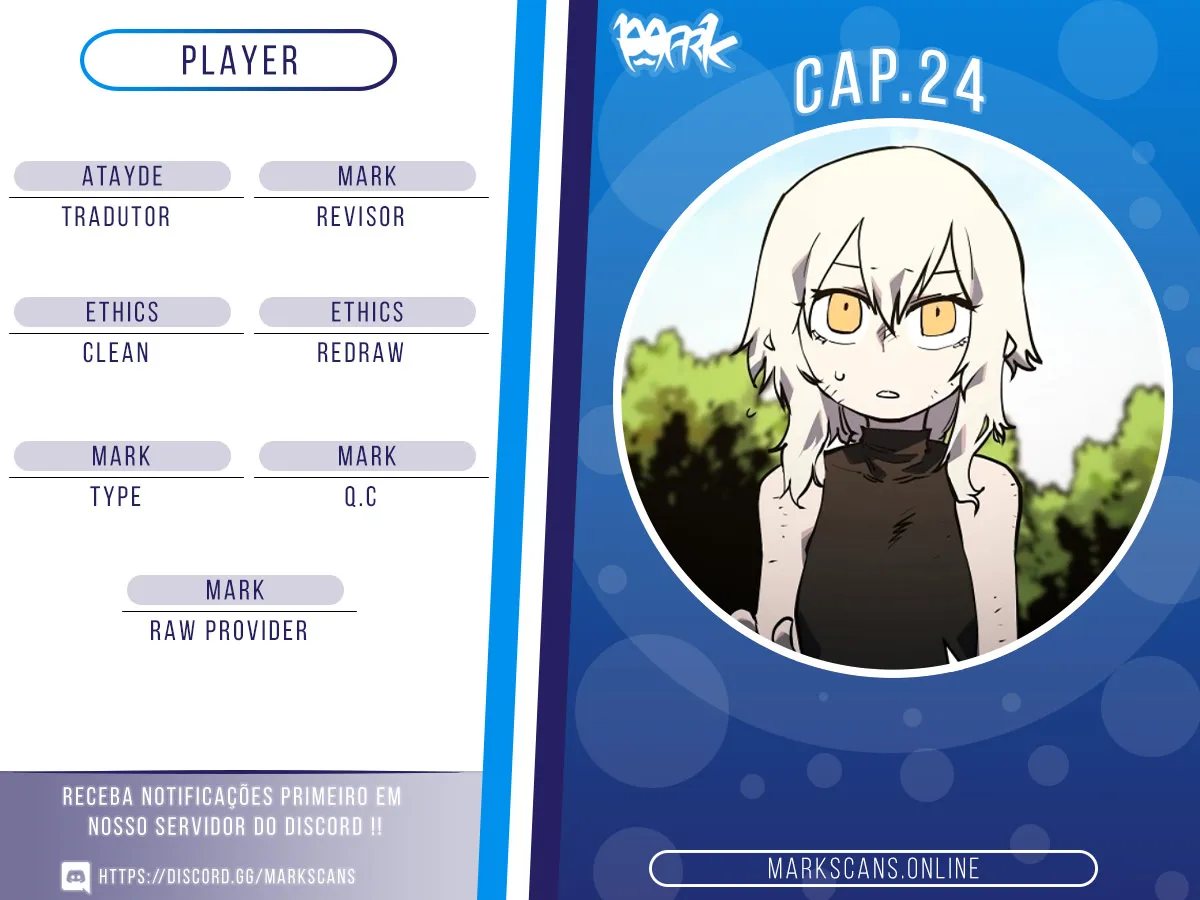 PLAYER
ATAYDE
TRADUTOR
MARK
REVISOR
ETHICS
CLEAN
ETHICS
REDRAW
MARK
TYPE
MARK
Q.C
MARK
RAW PROVIDER
RECEBA NOTIFICAÇÕES PRIMEIRO EM
NOSSO SERVIDOR DO DISCORD !!
HTTPS://DISCORD.GG/MARKSCANS
MARK
CAP.24
MARKSCANS.ONLINE